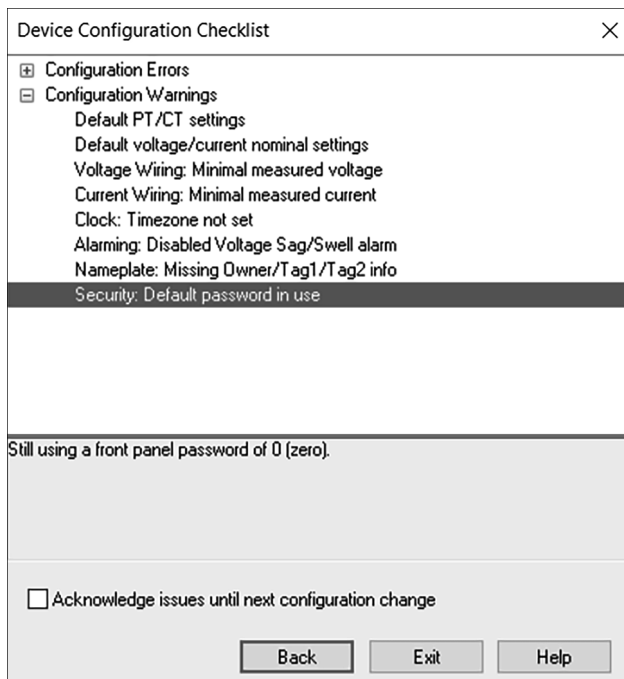 Device Configuration Checklist
Configuration Errors
Configuration Warnings
Default PT/CT settings
Default voltage/current nominal settings
Voltage Wiring: Minimal measured voltage
Current Wiring: Minimal measured current
Clock: Timezone not set
Alarming: Disabled Voltage Sag/Swell alarm
Nameplate: Missing Owner/Tag1/Tag2 info
Security: Default password in use
Still using a front panel password of 0 (zero).
Acknowledge issues until next configuration change
Back Exit Help